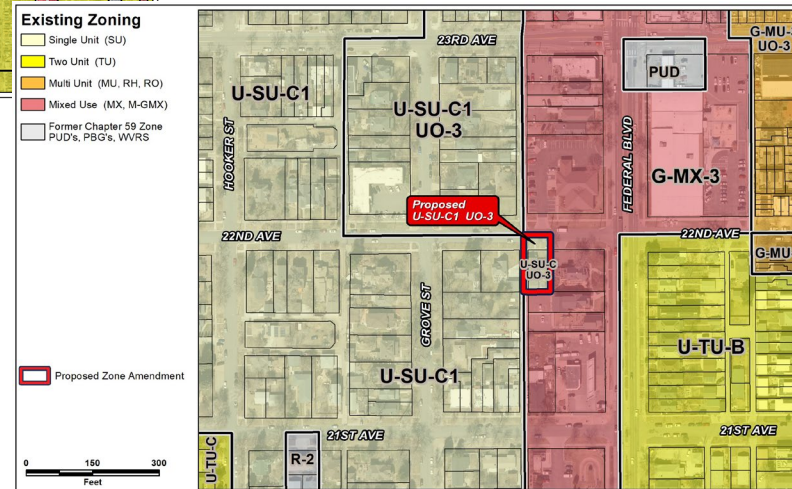 Existing Zoning
Single Unit (SU)
Two Unit (TU)
Multi Unit (MU, RH, RO)
Mixed Use (MX, M-GMX)
Former Chapter 59 Zone
PUD's, PBG's, WVRS
Proposed Zone Amendment
0 150 300
Feet
23RD AVE
G-MU-
UO-3
PUD
U-SU-C1
U-SU-C1
UO-3
HOOKER ST
FEDERAL BLVD
G-MX-3
Proposed
U-SU-C1 UO-3
22ND AVE
22ND AVE
G-MU-
U-SU-C
UO-3
GROVE ST
U-TU-B
U-SU-C1
21ST AVE
21ST AVE
U-TU-C
R-2